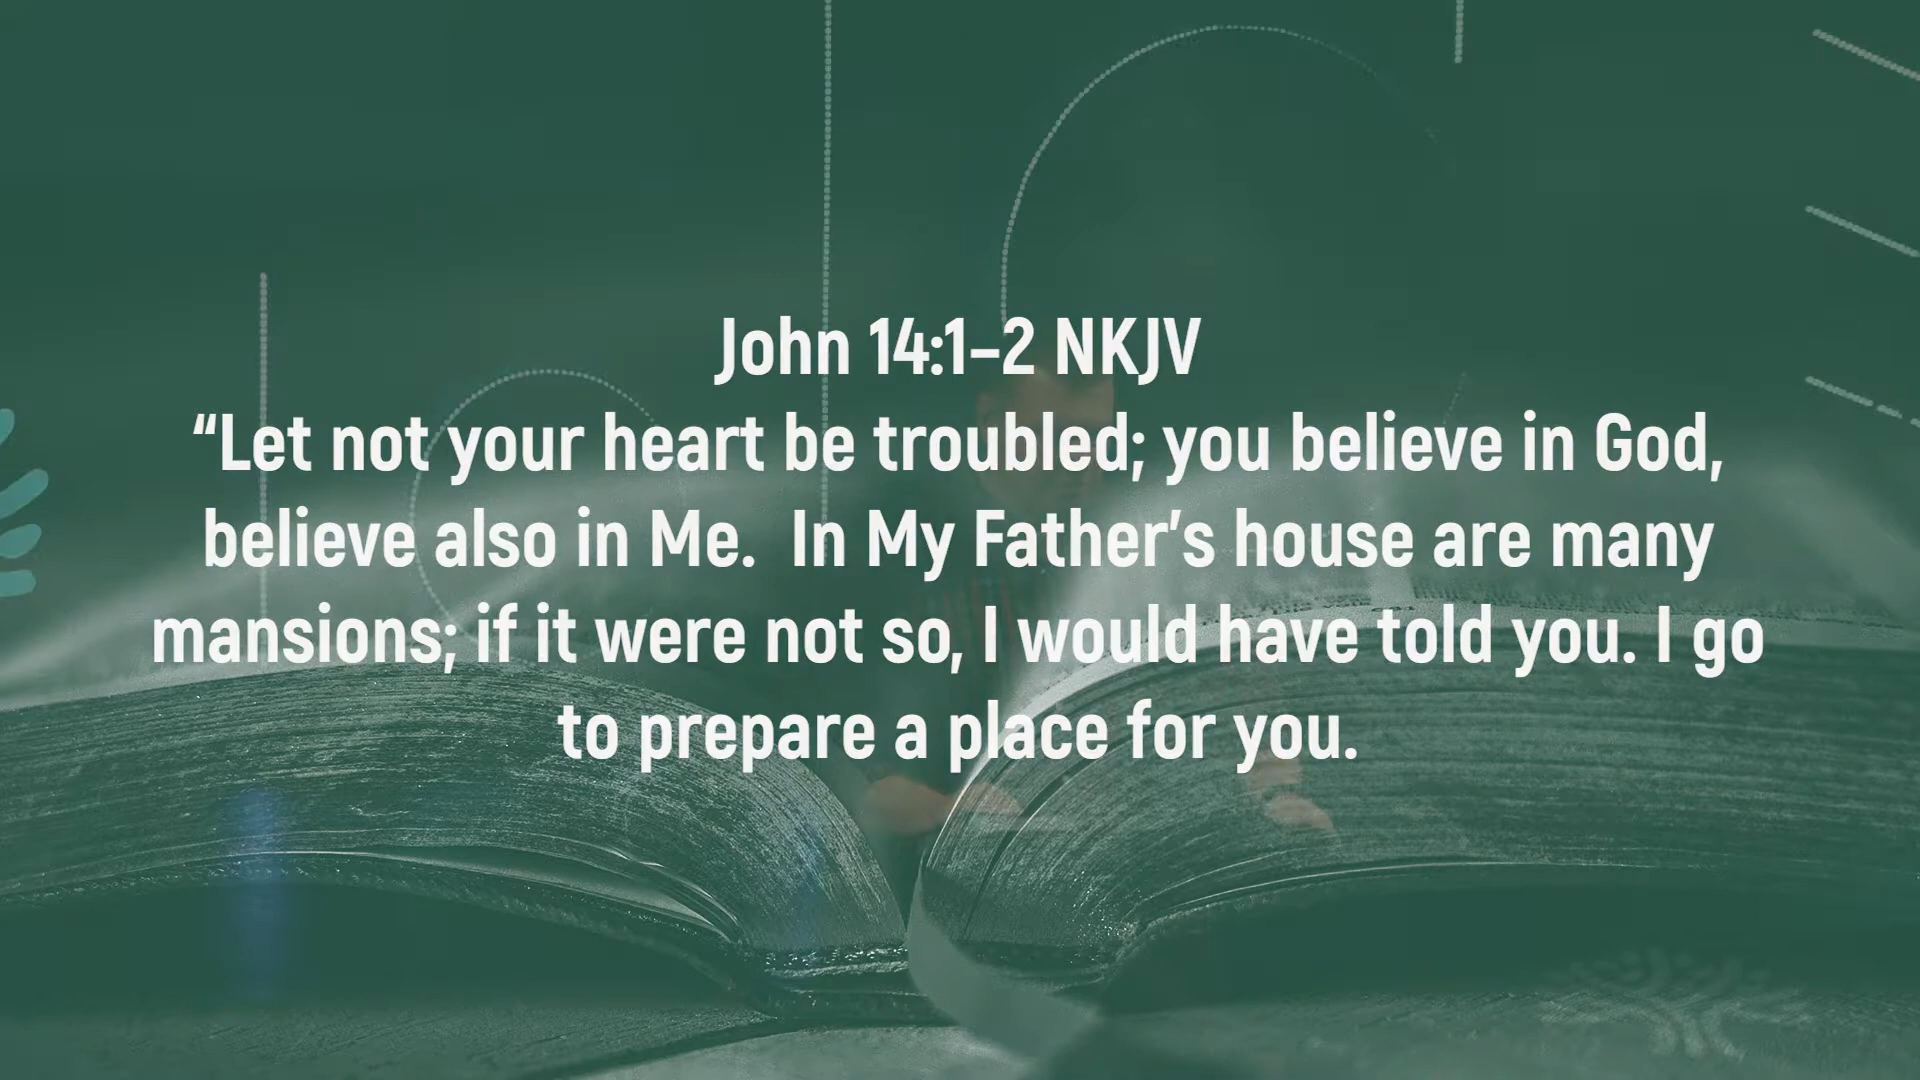 John 14:1–2 NKJV
“Let not your heart be troubled; you believe in God,
believe also in Me.  In My Father’s house are many
mansions; if it were not so, I would have told you. I go
to prepare a place for you.